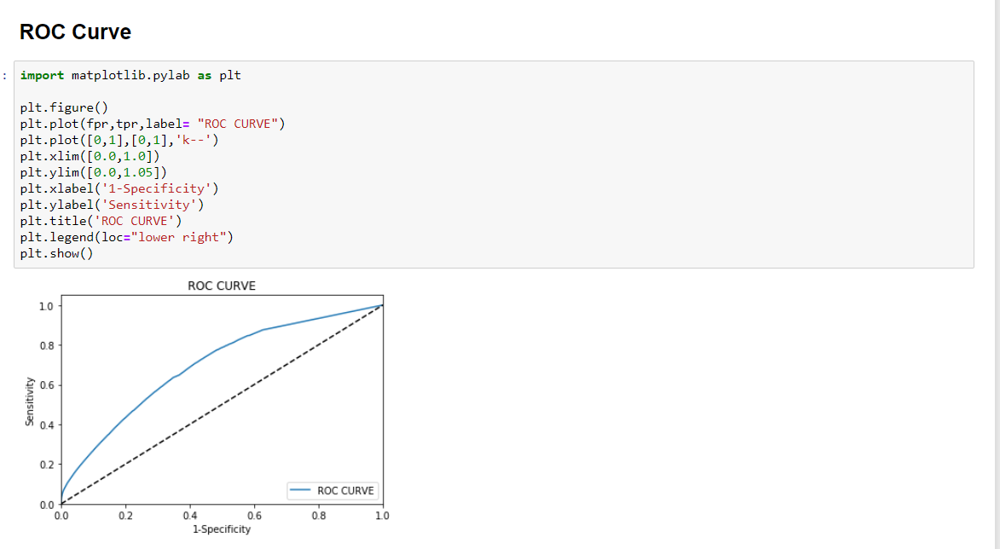 ROC Curve
:
import matplotlib.pylab as plt
plt.figure()
plt.plot(fpr,tpr,label= "ROC CURVE")
plt.plot([0,1],[0,1],'k--')
plt.xlim([0.0,1.0])
plt.ylim([0.0,1.05])
plt.xlabel('1-Specificity')
plt.ylabel('Sensitivity')
plt.title('ROC CURVE')
plt.legend(loc="lower right")
plt.show()
ROC CURVE
1.0
0.8
0.6
0.4
0.2
0.0
Sensitivity
ROC CURVE
0.0 0.2 0.4 0.6 0.8 1.0
1-Specificity